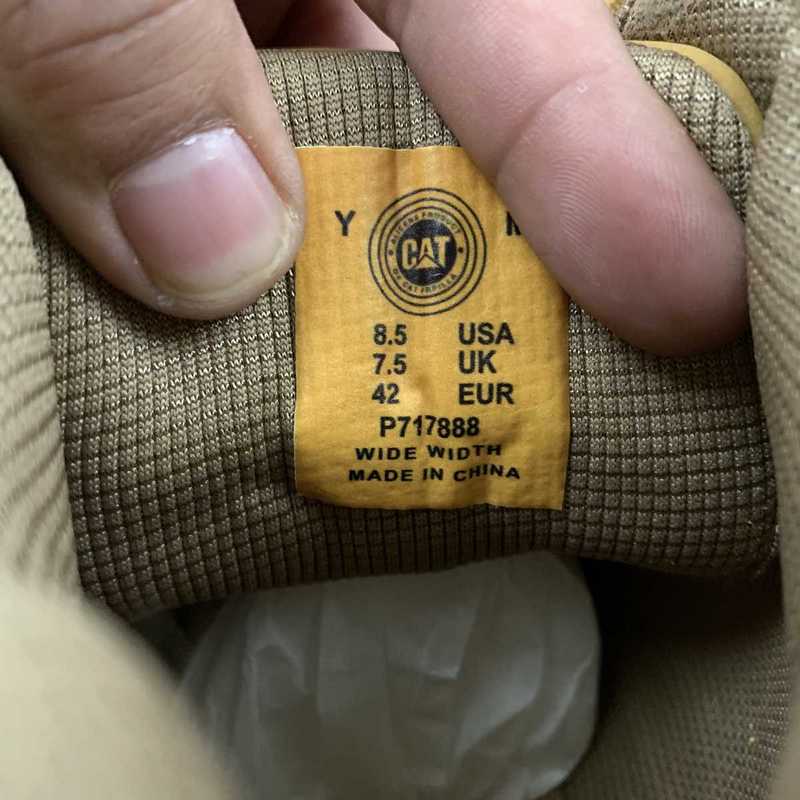 Y M
CAT
8.5 USA
7.5 UK
42 EUR
P717888
WIDE WIDTH
MADE IN CHINA